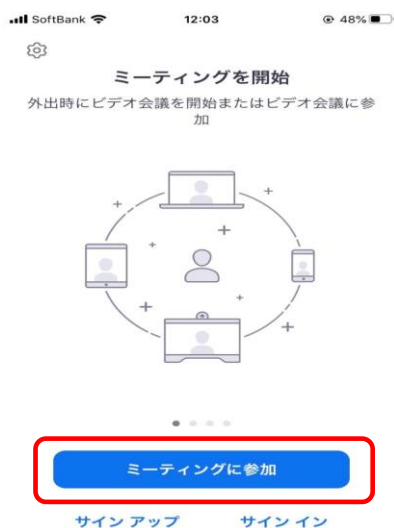 SoftBank 12:03 48%
ミーティングを開始
外出時にビデオ会議を開始またはビデオ会議に参
加
ミーティングに参加
サイン アップ サイン イン